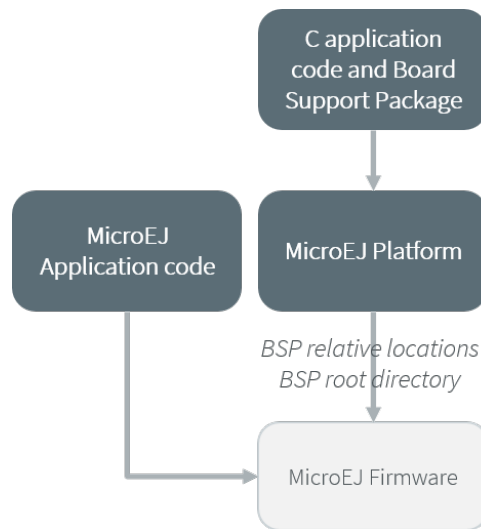 C application
code and Board
Support Package
MicroEJ
Application code
MicroEJ Platform
BSP relative locations
BSP root directory
MicroEJ Firmware